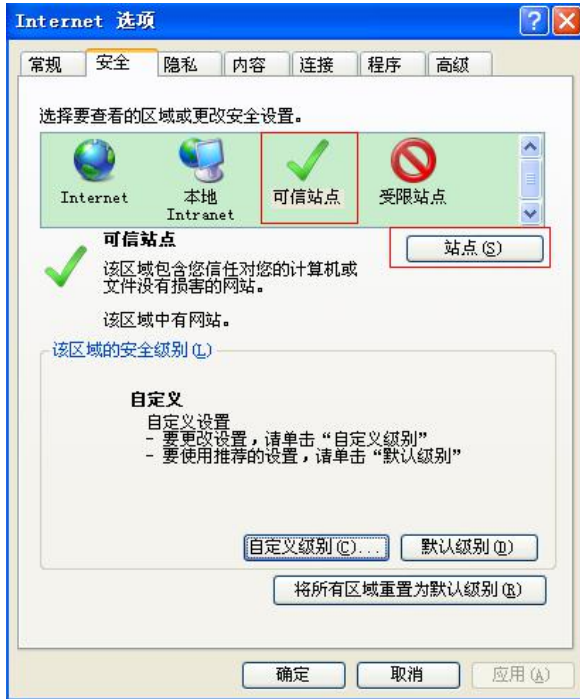 Internet 选项
常规 安全 隐私 内容 连接 程序 高级
选择要查看的区域或更改安全设置。
Internet 本地 Intranet 可信站点 受限站点
可信站点
站点(S)
该区域包含您信任对您的计算机或
文件没有损害的网站。
该区域中有网站。
该区域的安全级别(L)
自定义
自定义设置
- 要更改设置，请单击“自定义级别”
- 要使用推荐的设置，请单击“默认级别”
自定义级别(C)... 默认级别(D)
将所有区域重置为默认级别(R)
确定 取消 应用(A)